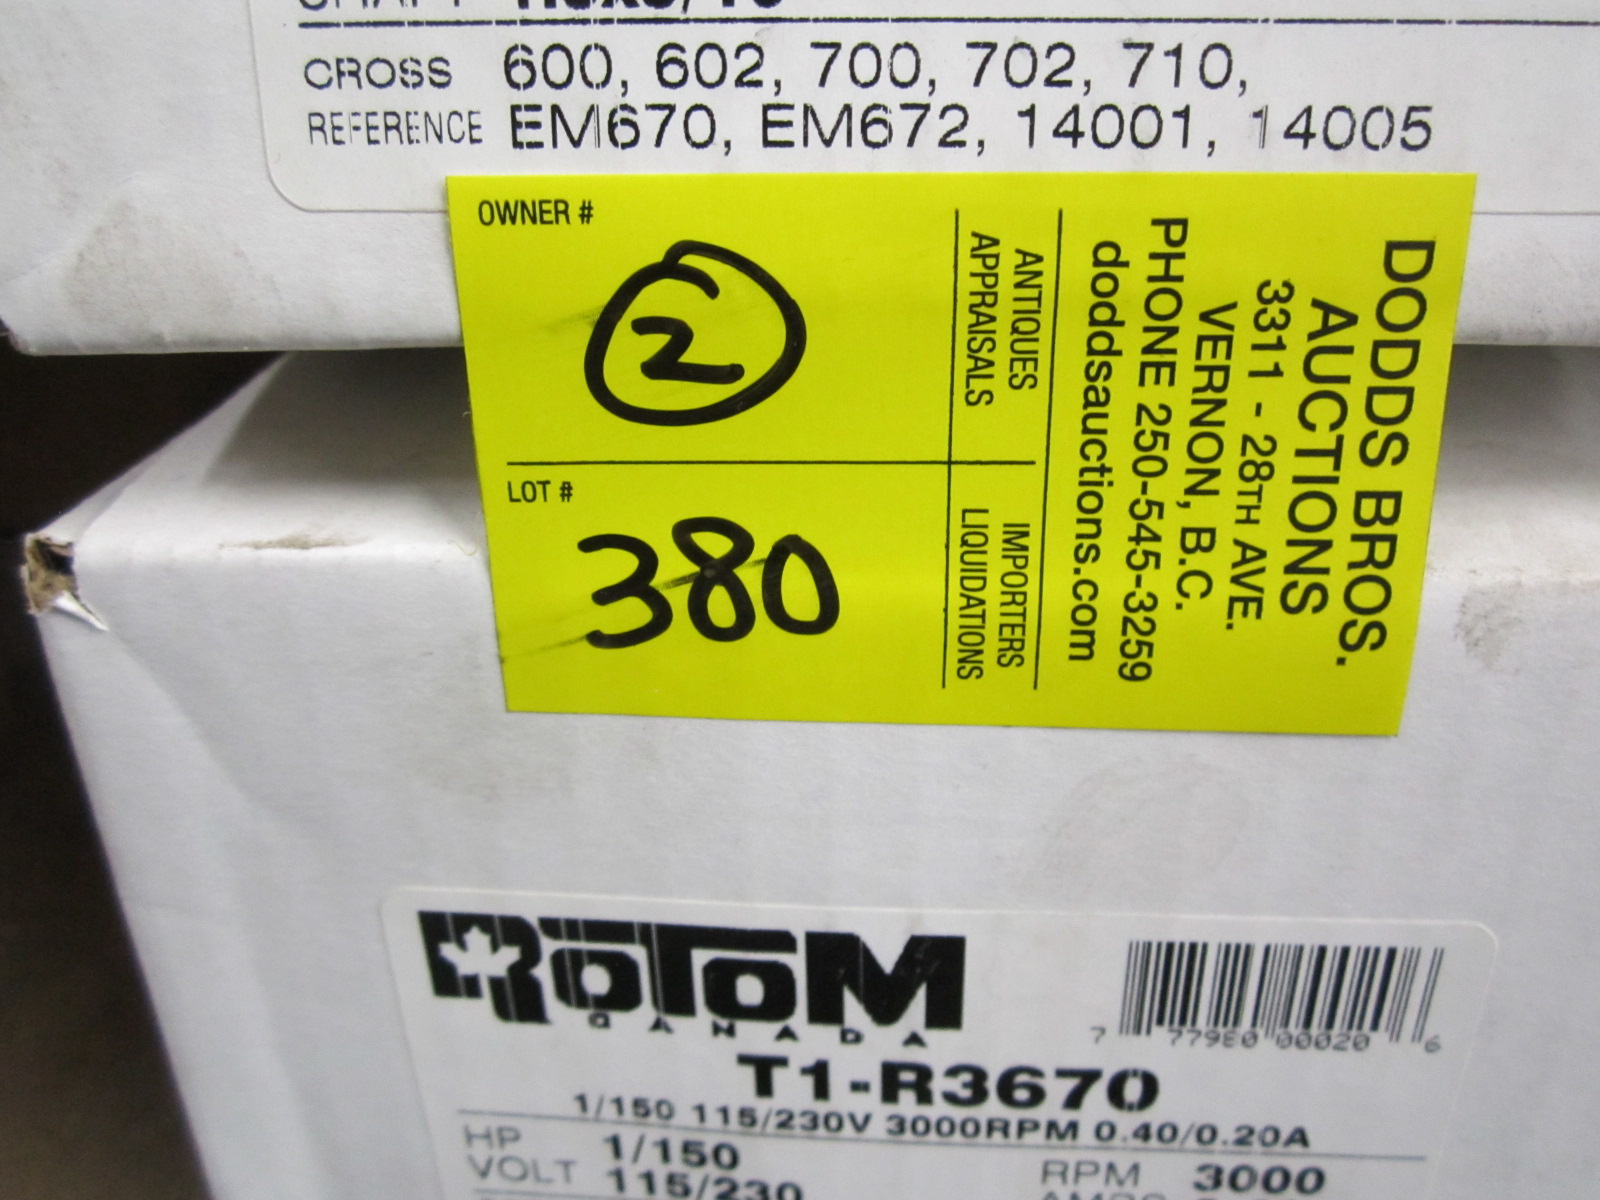 CROSS 600, 602, 700, 702, 710,
REFERENCE EM670, EM672, 14001, 14005
OWNER #
2
LOT #
380
ANTIQUES
APPRAISALS
IMPORTERS
LIQUIDATIONS
DODDS BROS.
AUCTIONS
3311 - 28TH AVE.
VERNON, B.C.
PHONE 250-545-3259
doddsauctions.com
ROTOM
CANADA
7 77980 00020 6
T1-R3670
1/150 115/230V 3000RPM 0.40/0.20A
HP 1/150
RPM 3000
VOLT 115/230